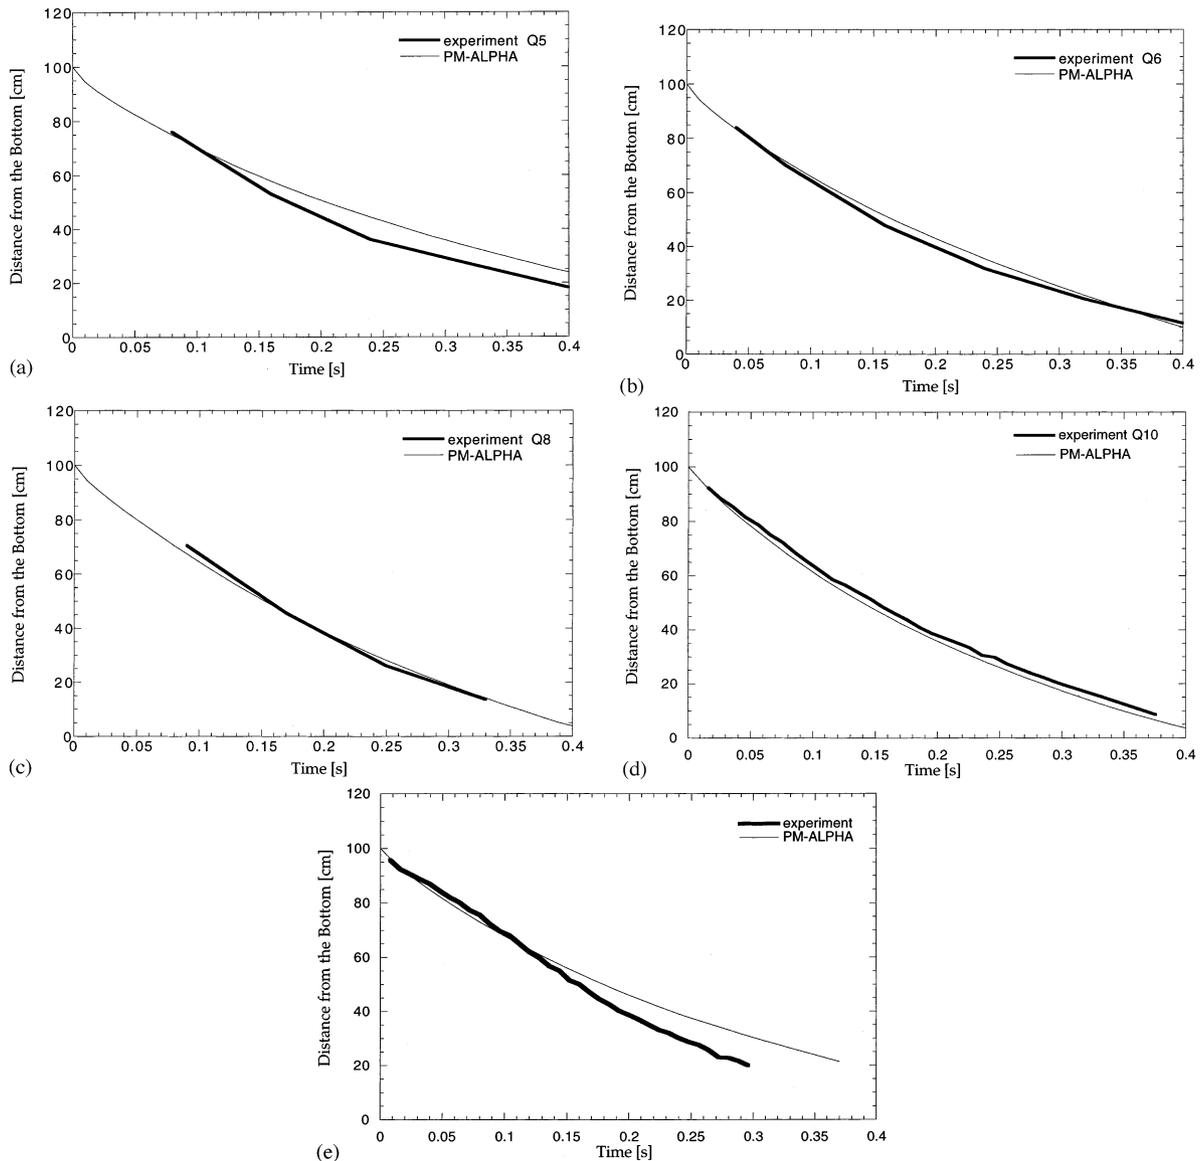 120
100
80
60
40
20
0
Distance from the Bottom [cm]
experiment Q5
PM-ALPHA
0 0.05 0.1 0.15 0.2 0.25 0.3 0.35 0.4
Time [s]
(a)
120
100
80
60
40
20
0
Distance from the Bottom [cm]
experiment Q6
PM-ALPHA
0 0.05 0.1 0.15 0.2 0.25 0.3 0.35 0.4
Time [s]
(b)
120
100
80
60
40
20
0
Distance from the Bottom [cm]
experiment Q8
PM-ALPHA
0 0.05 0.1 0.15 0.2 0.25 0.3 0.35 0.4
Time [s]
(c)
120
100
80
60
40
20
0
Distance from the Bottom [cm]
experiment Q10
PM-ALPHA
0 0.05 0.1 0.15 0.2 0.25 0.3 0.35 0.4
Time [s]
(d)
120
100
80
60
40
20
0
Distance from the Bottom [cm]
experiment
PM-ALPHA
0 0.05 0.1 0.15 0.2 0.25 0.3 0.35 0.4
Time [s]
(e)